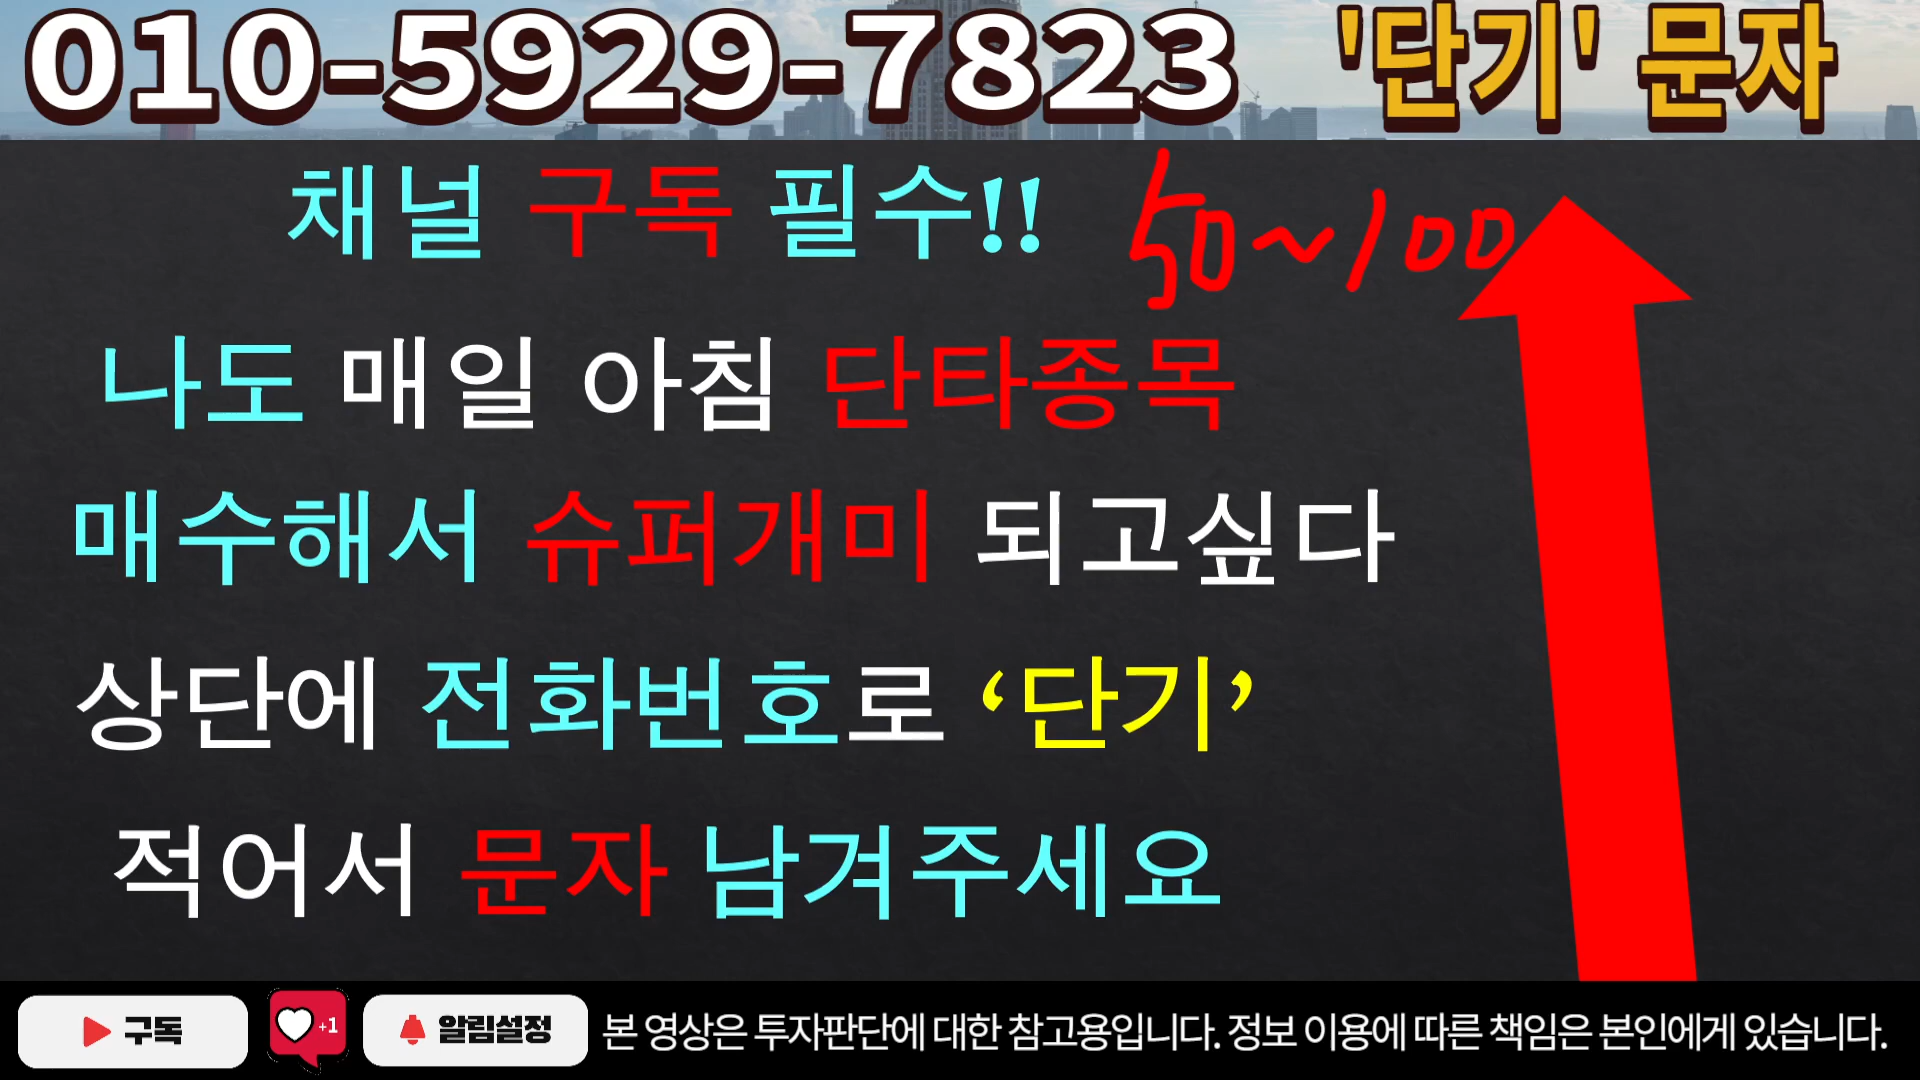 010-5929-7823 '단기' 문자
채널 구독 필수!! 50~100
나도 매일 아침 단타종목
매수해서 슈퍼개미 되고싶다
상단에 전화번호로 ‘단기’
적어서 문자 남겨주세요
구독 +1 알림설정 본 영상은 투자판단에 대한 참고용입니다. 정보 이용에 따른 책임은 본인에게 있습니다.